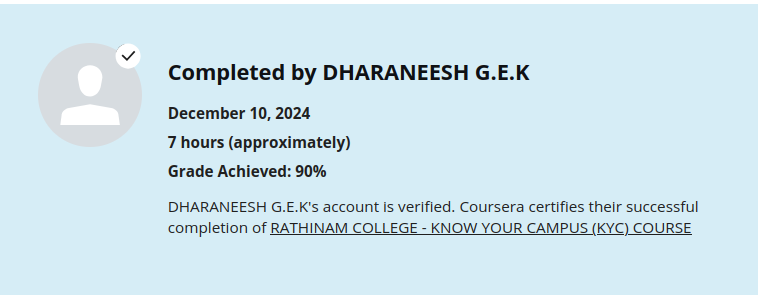 Completed by DHARANEESH G.E.K
December 10, 2024
7 hours (approximately)
Grade Achieved: 90%
DHARANEESH G.E.K's account is verified. Coursera certifies their successful
completion of RATHINAM COLLEGE - KNOW YOUR CAMPUS (KYC) COURSE